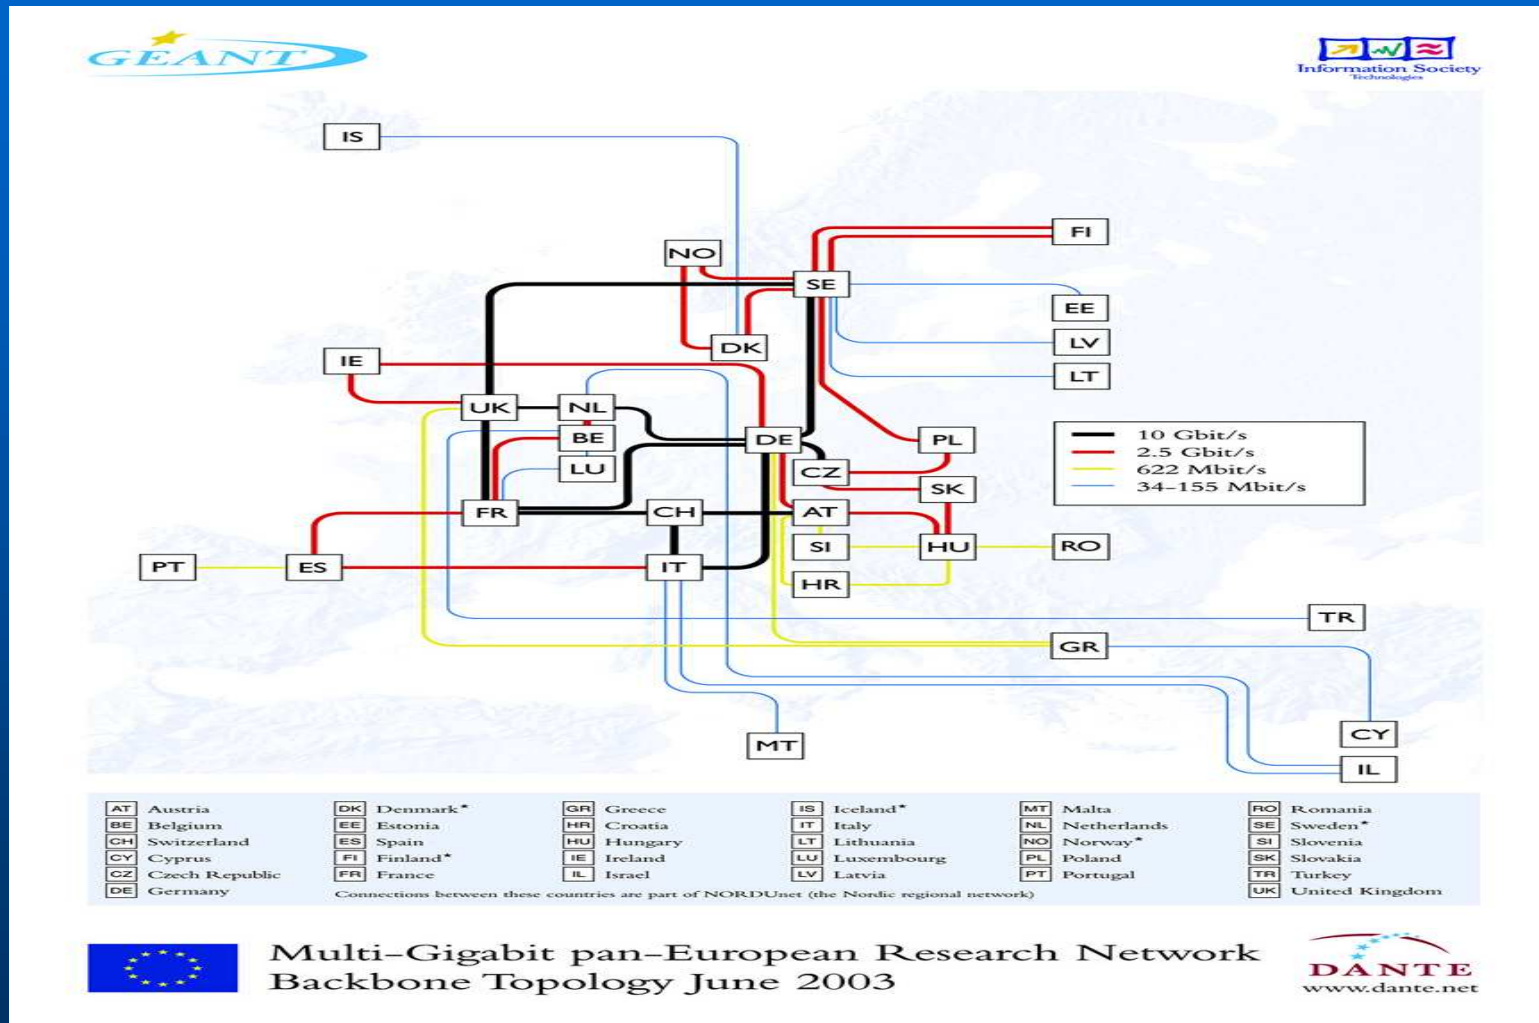 GEANT
Information Society
Technologies
IS
FI
NO
SE
EE
DK
LV
IE
LT
UK
NL
BE
DE
PL
LU
CZ
SK
FR
CH
AT
SI
HU
RO
PT
ES
IT
HR
TR
GR
CY
MT
IL
10 Gbit/s
2.5 Gbit/s
622 Mbit/s
34-155 Mbit/s
AT Austria
BE Belgium
CH Switzerland
CY Cyprus
CZ Czech Republic
DE Germany
DK Denmark*
EE Estonia
ES Spain
FI Finland*
FR France
GR Greece
HR Croatia
HU Hungary
IE Ireland
IL Israel
IS Iceland*
IT Italy
LT Lithuania
LU Luxembourg
LV Latvia
MT Malta
NL Netherlands
NO Norway*
PL Poland
PT Portugal
RO Romania
SE Sweden*
SI Slovenia
SK Slovakia
TR Turkey
UK United Kingdom
Connections between these countries are part of NORDUnet (the Nordic regional network)
Multi-Gigabit pan-European Research Network
Backbone Topology June 2003
DANTE
www.dante.net